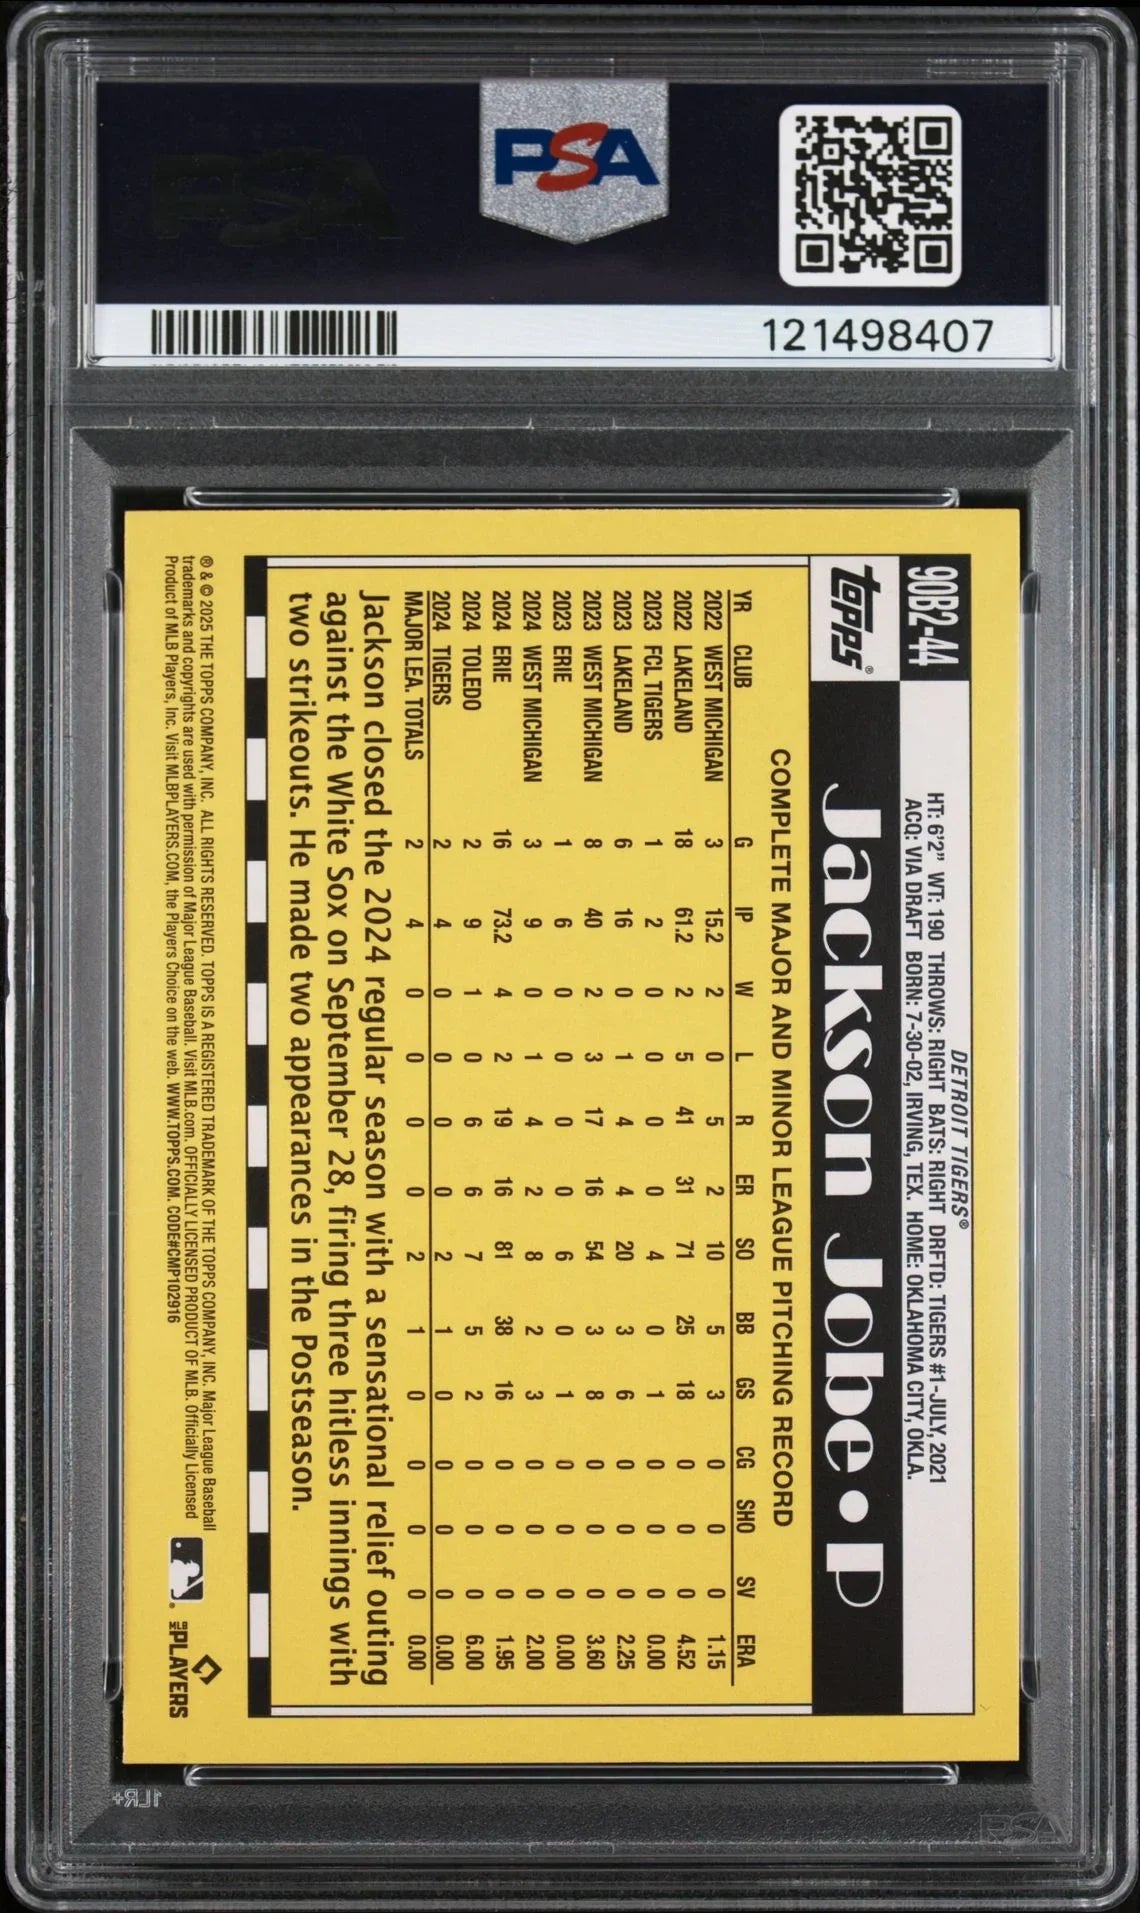 PSA
121498407
90B2-44
topps®
DETROIT TIGERS®
HT: 6'2" WT: 190 THROWS: RIGHT BATS: RIGHT DRFTD: TIGERS #1-JULY, 2021
ACQ: VIA DRAFT BORN: 7-30-02, IRVING, TEX. HOME: OKLAHOMA CITY, OKLA.
Jackson Jobe • P
COMPLETE MAJOR AND MINOR LEAGUE PITCHING RECORD
YR CLUB G IP W L R ER SO BB GS CG SHO SV ERA
2022 WEST MICHIGAN 3 15.2 2 0 5 2 10 5 3 0 0 0 1.15
2022 LAKELAND 18 61.2 2 5 41 31 71 25 18 0 0 0 4.52
2023 FCL TIGERS 1 2 0 0 0 0 4 0 1 0 0 0 0.00
2023 LAKELAND 6 16 0 1 4 4 20 3 6 0 0 0 2.25
2023 WEST MICHIGAN 8 40 2 3 17 16 54 3 8 0 0 0 3.60
2023 ERIE 1 6 0 0 0 0 6 0 1 0 0 0 0.00
2024 WEST MICHIGAN 3 9 0 1 4 2 8 2 3 0 0 0 2.00
2024 ERIE 16 73.2 4 2 19 16 81 38 16 0 0 0 1.95
2024 TOLEDO 2 9 1 0 6 6 7 5 2 0 0 0 6.00
2024 TIGERS 2 4 0 0 0 0 2 1 0 0 0 0 0.00
MAJOR LEA. TOTALS 2 4 0 0 0 0 2 1 0 0 0 0 0.00
Jackson closed the 2024 regular season with a sensational relief outing
against the White Sox on September 28, firing three hitless innings with
two strikeouts. He made two appearances in the Postseason.
® & © 2025 THE TOPPS COMPANY, INC. ALL RIGHTS RESERVED. TOPPS IS A REGISTERED TRADEMARK OF THE TOPPS COMPANY, INC. Major League Baseball
trademarks and copyrights are used with permission of Major League Baseball. Visit MLB.com. OFFICIALLY LICENSED PRODUCT OF MLB. Officially Licensed
Product of MLB Players, Inc. Visit MLBPLAYERS.COM, the Players Choice on the web. WWW.TOPPS.COM. CODE#CMP102916
MLB PLAYERS
1LR+
PSA